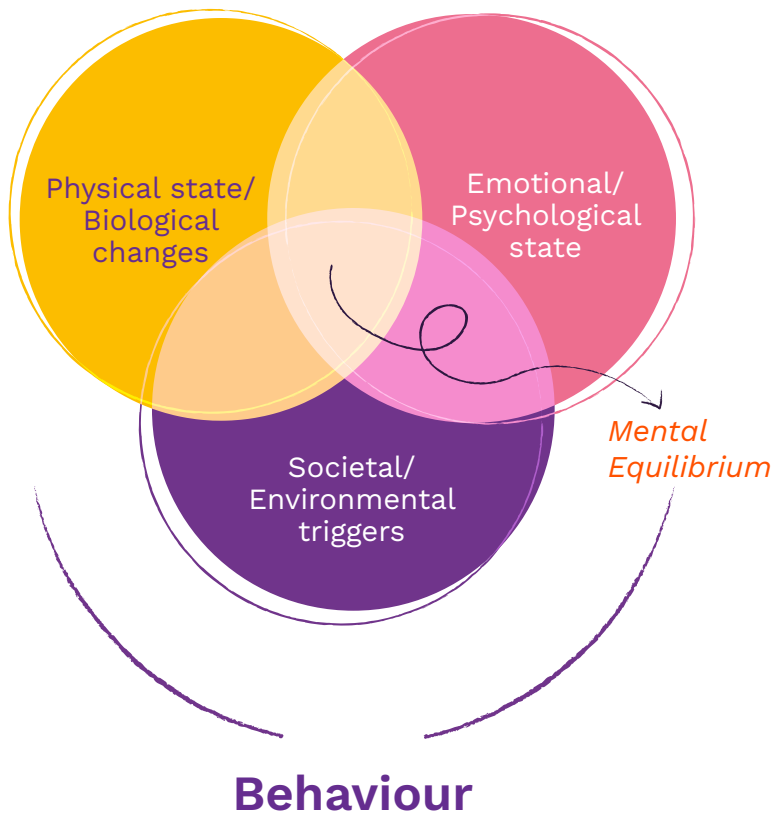 Physical state/
Biological
changes
Emotional/
Psychological
state
Societal/
Environmental
triggers
Mental
Equilibrium
Behaviour